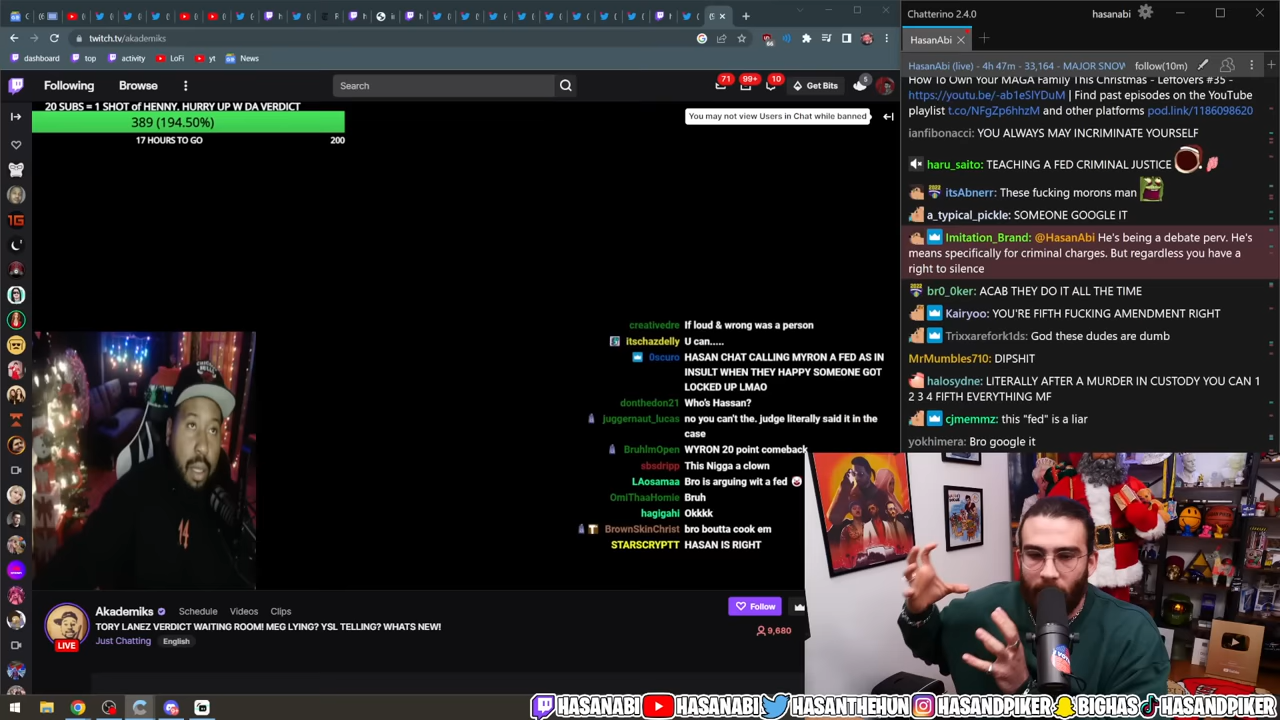 twitch.tv/akademiks
dashboard
top
activity
LoFi
yt
News
Following
Browse
Search
71
99+
10
Get Bits
5
20 SUBS = 1 SHOT of HENNY. HURRY UP W DA VERDICT
389 (194.50%)
17 HOURS TO GO
200
You may not view Users in Chat while banned
creativedre If loud & wrong was a person
itschazdelly U can.....
0scuro HASAN CHAT CALLING MYRON A FED AS IN
INSULT WHEN THEY HAPPY SOMEONE GOT
LOCKED UP LMAO
donthedon21 Who's Hassan?
juggernaut_lucas no you can't the. judge literally said it in the
case
BruhImOpen WYRON 20 point comeback
sbsdripp This Nigga a clown
LAosamaa Bro is arguing wit a fed
OmiThaaHomie Bruh
hagigahi Okkkk
BrownSkinChrist bro boutta cook em
STARSCRYPTT HASAN IS RIGHT
LIVE
Akademiks
Schedule
Videos
Clips
TORY LANEZ VERDICT WAITING ROOM! MEG LYING? YSL TELLING? WHATS NEW!
Just Chatting
English
Follow
9,680
Chatterino 2.4.0
hasanabi
HasanAbi
HasanAbi (live) - 4h 47m - 33,164 - MAJOR SNOW
follow(10m)
How To Own Your MAGA Family This Christmas - Leftovers #35 -
https://youtu.be/-ab1eSIYDuM | Find past episodes on the YouTube
playlist t.co/NFgZp6hhzM and other platforms pod.link/1186098620
ianfibonacci: YOU ALWAYS MAY INCRIMINATE YOURSELF
haru_saito: TEACHING A FED CRIMINAL JUSTICE
itsAbnerr: These fucking morons man
a_typical_pickle: SOMEONE GOOGLE IT
Imitation_Brand: @HasanAbi He's being a debate perv. He's
means specifically for criminal charges. But regardless you have a
right to silence
br0_0ker: ACAB THEY DO IT ALL THE TIME
Kairyoo: YOU'RE FIFTH FUCKING AMENDMENT RIGHT
Trixxarefork1ds: God these dudes are dumb
MrMumbles710: DIPSHIT
halosydne: LITERALLY AFTER A MURDER IN CUSTODY YOU CAN 1
2 3 4 FIFTH EVERYTHING MF
cjmemmz: this "fed" is a liar
yokhimera: Bro google it
HASANABI
HASANABI
HASANTHEHUN
HASANDPIKER
BIGHAS
HASANDPIKER